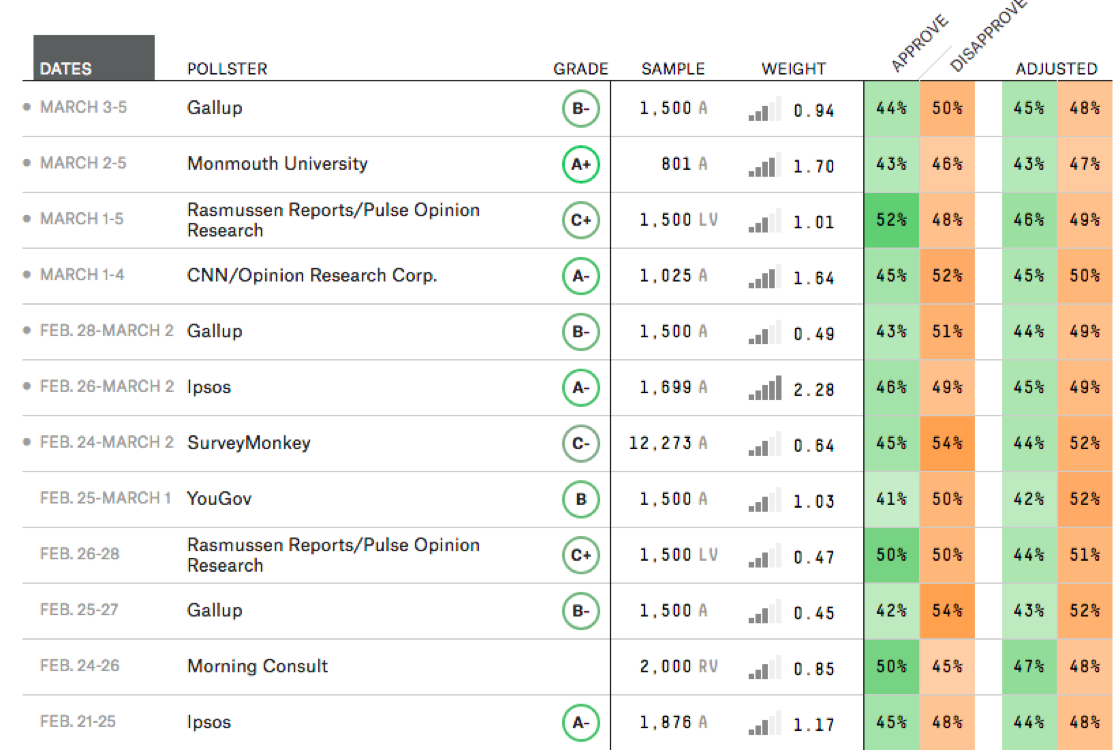 APPROVE DISAPPROVE
DATES POLLSTER GRADE SAMPLE WEIGHT ADJUSTED
MARCH 3-5 Gallup B- 1,500 A 0.94 44% 50% 45% 48%
MARCH 2-5 Monmouth University A+ 801 A 1.70 43% 46% 43% 47%
MARCH 1-5 Rasmussen Reports/Pulse Opinion
Research C+ 1,500 LV 1.01 52% 48% 46% 49%
MARCH 1-4 CNN/Opinion Research Corp. A- 1,025 A 1.64 45% 52% 45% 50%
FEB. 28-MARCH 2 Gallup B- 1,500 A 0.49 43% 51% 44% 49%
FEB. 26-MARCH 2 Ipsos A- 1,699 A 2.28 46% 49% 45% 49%
FEB. 24-MARCH 2 SurveyMonkey C- 12,273 A 0.64 45% 54% 44% 52%
FEB. 25-MARCH 1 YouGov B 1,500 A 1.03 41% 50% 42% 52%
FEB. 26-28 Rasmussen Reports/Pulse Opinion
Research C+ 1,500 LV 0.47 50% 50% 44% 51%
FEB. 25-27 Gallup B- 1,500 A 0.45 42% 54% 43% 52%
FEB. 24-26 Morning Consult 2,000 RV 0.85 50% 45% 47% 48%
FEB. 21-25 Ipsos A- 1,876 A 1.17 45% 48% 44% 48%